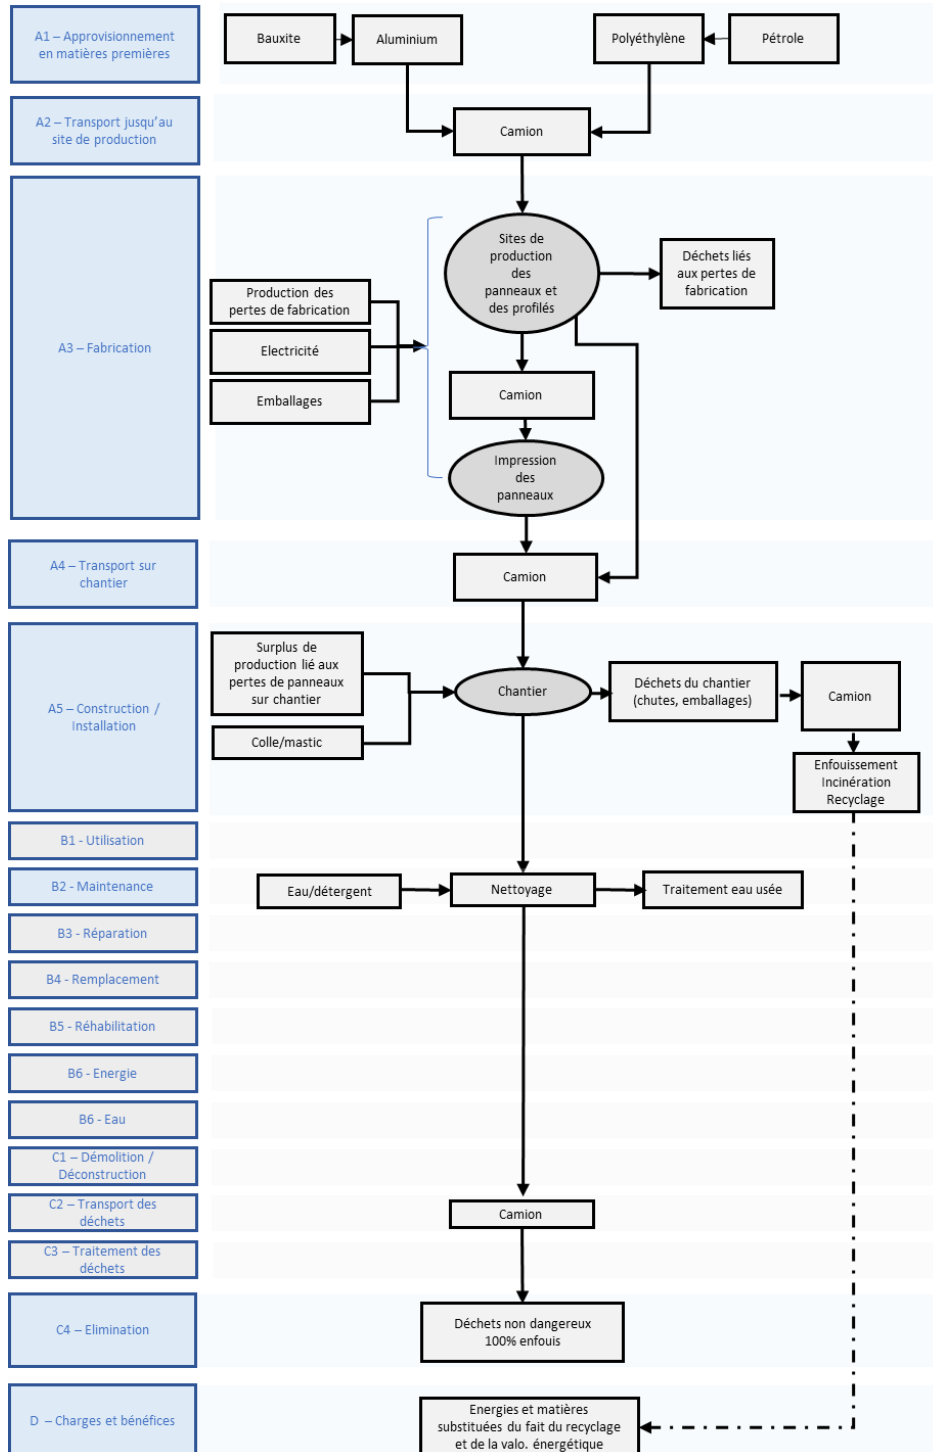 A1 – Approvisionnement
en matières premières
Bauxite
Aluminium
Polyéthylène
Pétrole
A2 – Transport jusqu'au
site de production
Camion
A3 – Fabrication
Sites de
production
des
panneaux et
des profilés
Déchets liés
aux pertes de
fabrication
Production des
pertes de fabrication
Electricité
Emballages
Camion
Impression
des
panneaux
A4 – Transport sur
chantier
Camion
A5 – Construction /
Installation
Surplus de
production lié aux
pertes de panneaux
sur chantier
Colle/mastic
Chantier
Déchets du chantier
(chutes, emballages)
Camion
Enfouissement
Incinération
Recyclage
B1 - Utilisation
B2 - Maintenance
Eau/détergent
Nettoyage
Traitement eau usée
B3 - Réparation
B4 - Remplacement
B5 - Réhabilitation
B6 - Energie
B6 - Eau
C1 – Démolition /
Déconstruction
C2 – Transport des
déchets
Camion
C3 – Traitement des
déchets
C4 – Elimination
Déchets non dangereux
100% enfouis
D – Charges et bénéfices
Energies et matières
substituées du fait du recyclage
et de la valo. énergétique